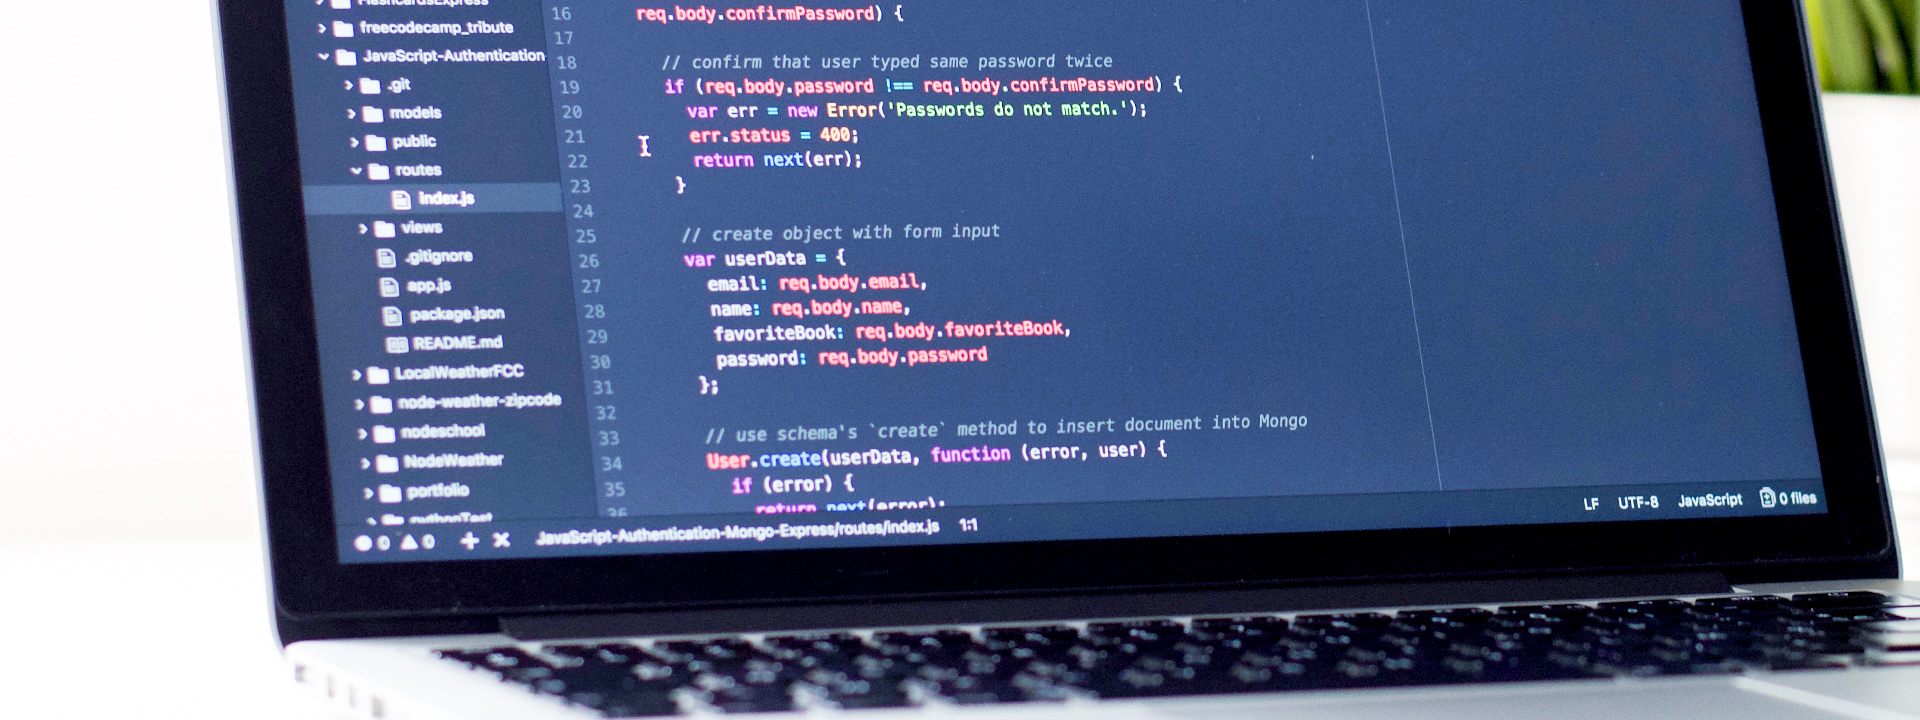 FlashcardsExpress
freecodecamp_tribute
JavaScript-Authentication
.git
models
public
routes
index.js
views
.gitignore
app.js
package.json
README.md
LocalWeatherFCC
node-weather-zipcode
nodeschool
NodeWeather
portfolio
pythonTest
16 req.body.confirmPassword) {
17
18 // confirm that user typed same password twice
19 if (req.body.password !== req.body.confirmPassword) {
20 var err = new Error('Passwords do not match.');
21 err.status = 400;
22 return next(err);
23 }
24
25 // create object with form input
26 var userData = {
27 email: req.body.email,
28 name: req.body.name,
29 favoriteBook: req.body.favoriteBook,
30 password: req.body.password
31 };
32
33 // use schema's `create` method to insert document into Mongo
34 User.create(userData, function (error, user) {
35 if (error) {
36 return next(error);
0 0 JavaScript-Authentication-Mongo-Express/routes/index.js 1:1 LF UTF-8 JavaScript 0 files